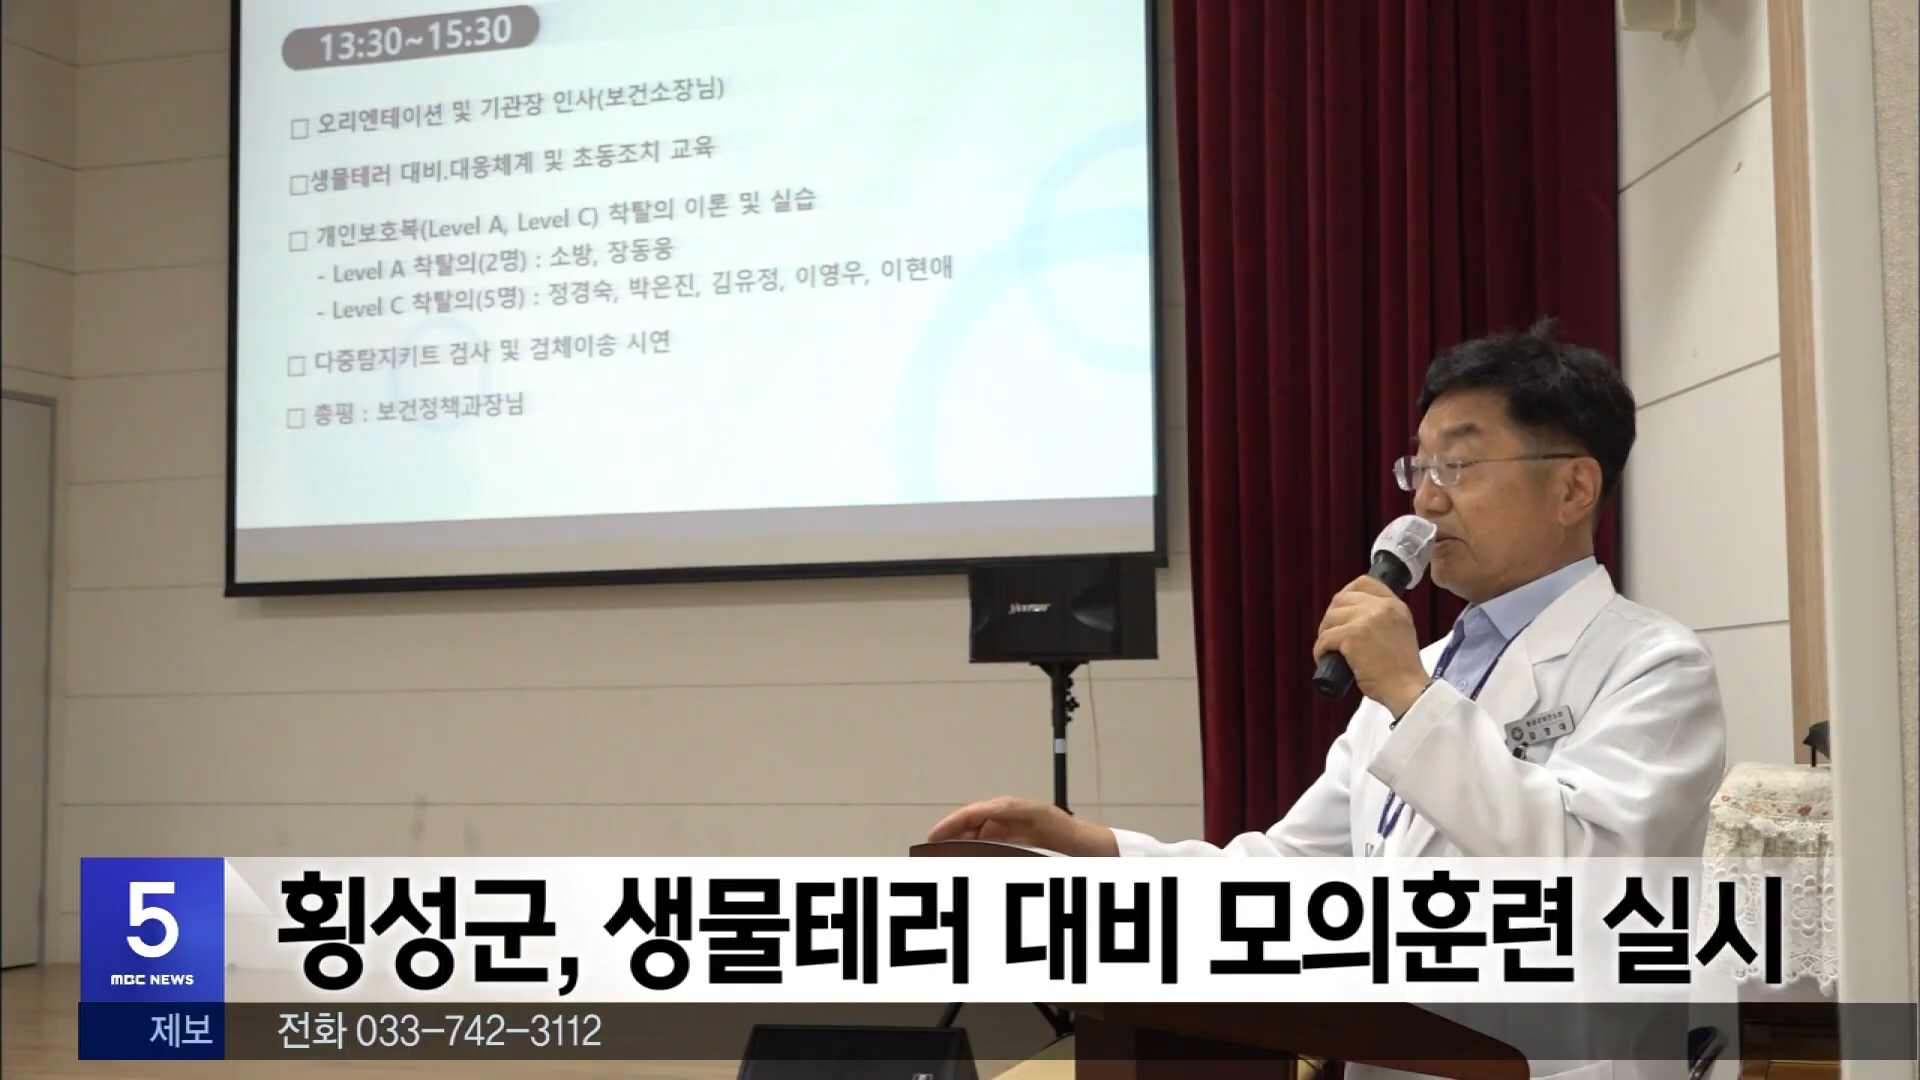 13:30~15:30
□ 오리엔테이션 및 기관장 인사(보건소장님)
□생물테러 대비.대응체계 및 초동조치 교육
□ 개인보호복(Level A, Level C) 착탈의 이론 및 실습
- Level A 착탈의(2명) : 소방, 장동웅
- Level C 착탈의(5명) : 정경숙, 박은진, 김유정, 이영우, 이현애
□ 다중탐지키트 검사 및 검체이송 시연
□ 총평 : 보건정책과장님
5
MBC NEWS
횡성군, 생물테러 대비 모의훈련 실시
제보
전화 033-742-3112